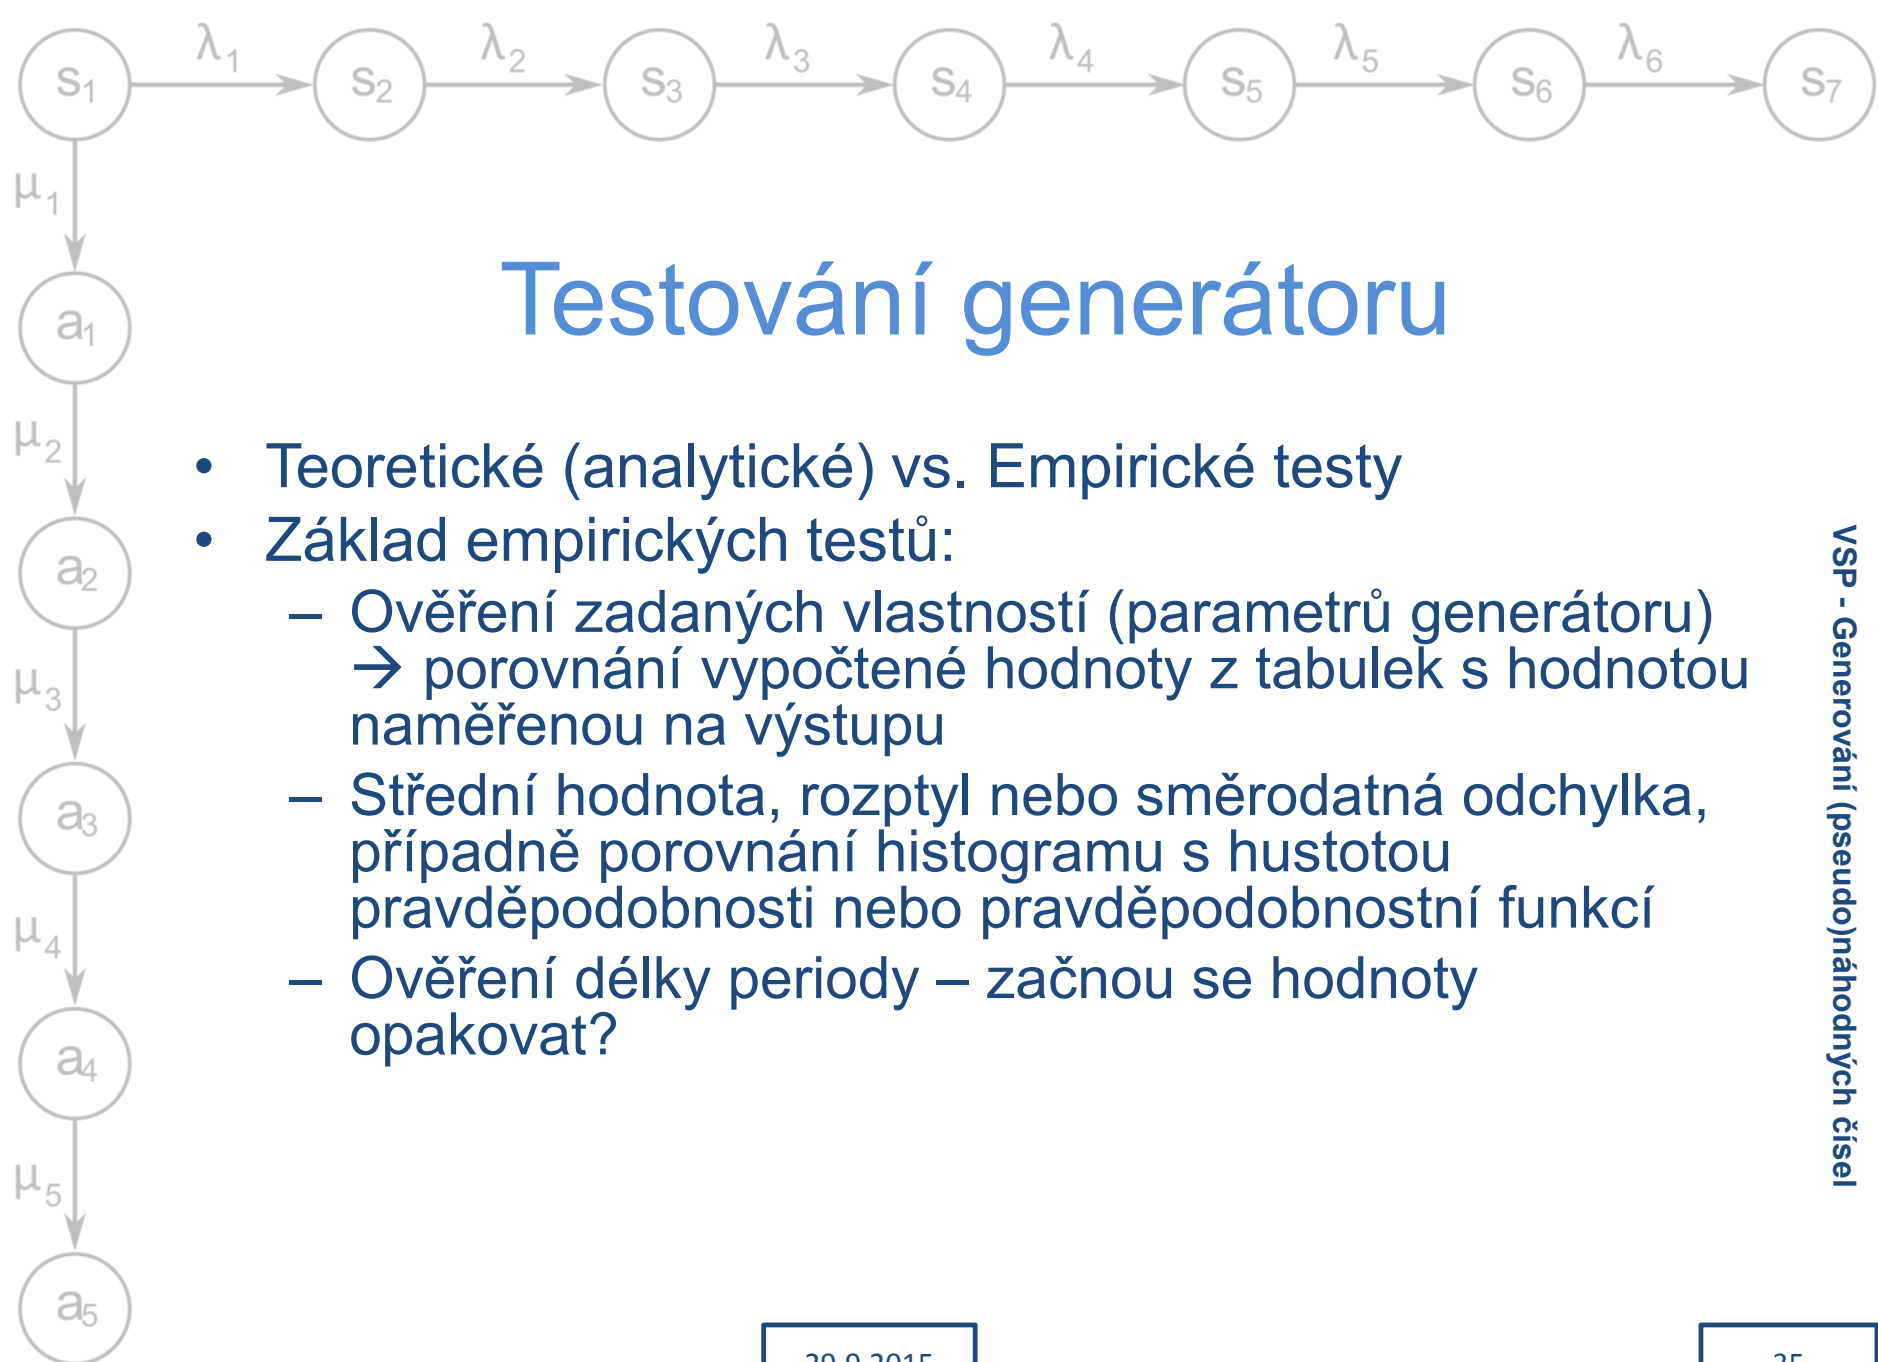 s1 λ1 s2 λ2 s3 λ3 s4 λ4 s5 λ5 s6 λ6 s7
μ1
a1
μ2
a2
μ3
a3
μ4
a4
μ5
a5
Testování generátoru
• Teoretické (analytické) vs. Empirické testy
• Základ empirických testů:
– Ověření zadaných vlastností (parametrů generátoru)
→ porovnání vypočtené hodnoty z tabulek s hodnotou
naměřenou na výstupu
– Střední hodnota, rozptyl nebo směrodatná odchylka,
případně porovnání histogramu s hustotou
pravděpodobnosti nebo pravděpodobnostní funkcí
– Ověření délky periody – začnou se hodnoty
opakovat?
VSP - Generování (pseudo)náhodných čísel